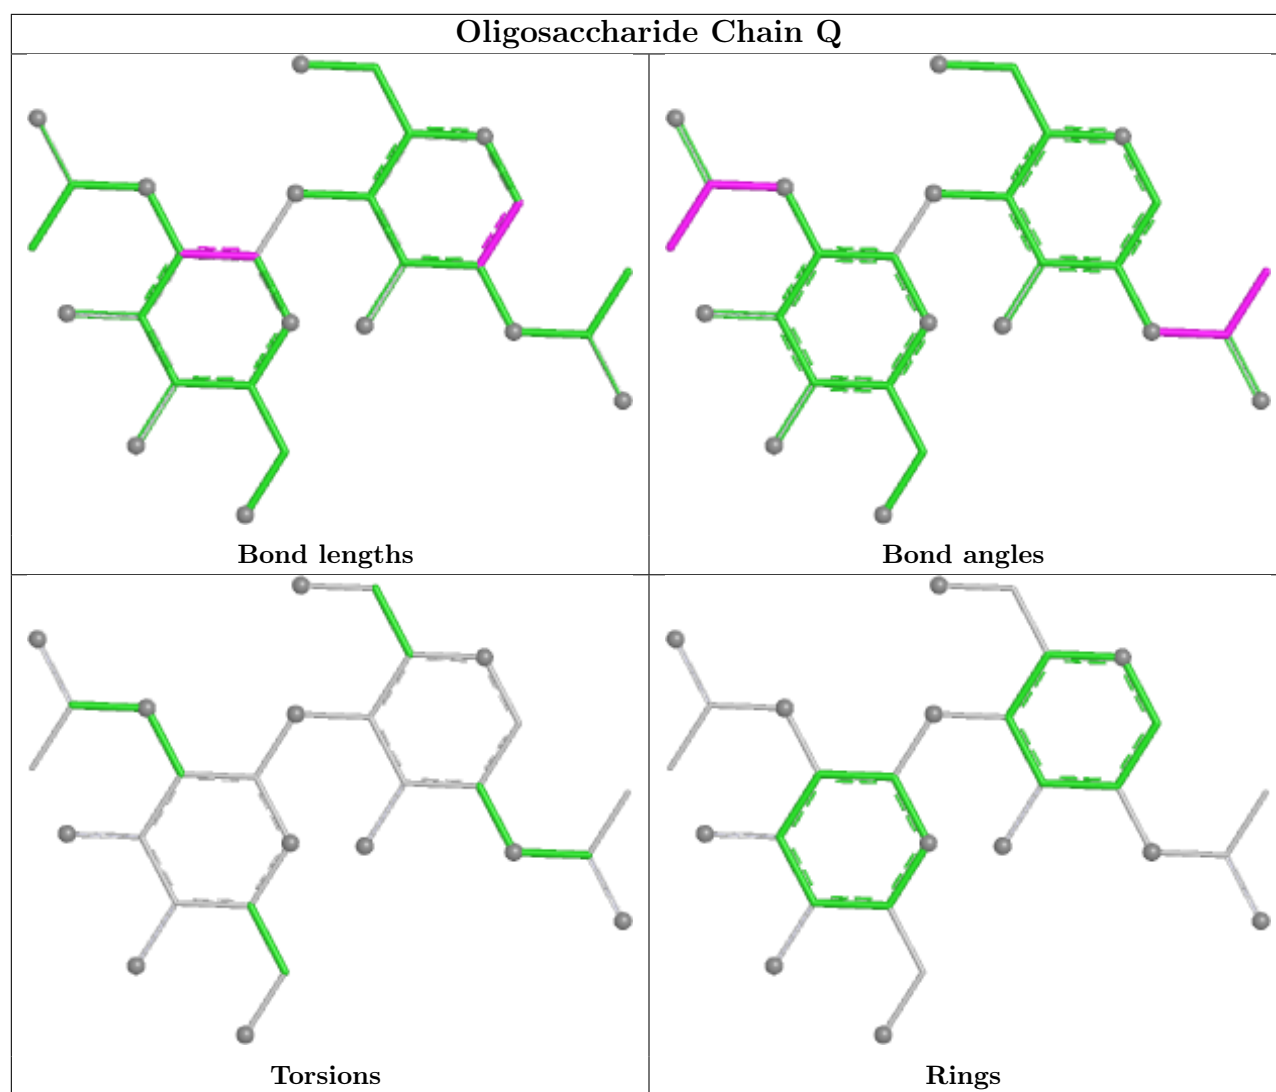 Oligosaccharide Chain Q
Bond lengths
Bond angles
Torsions
Rings